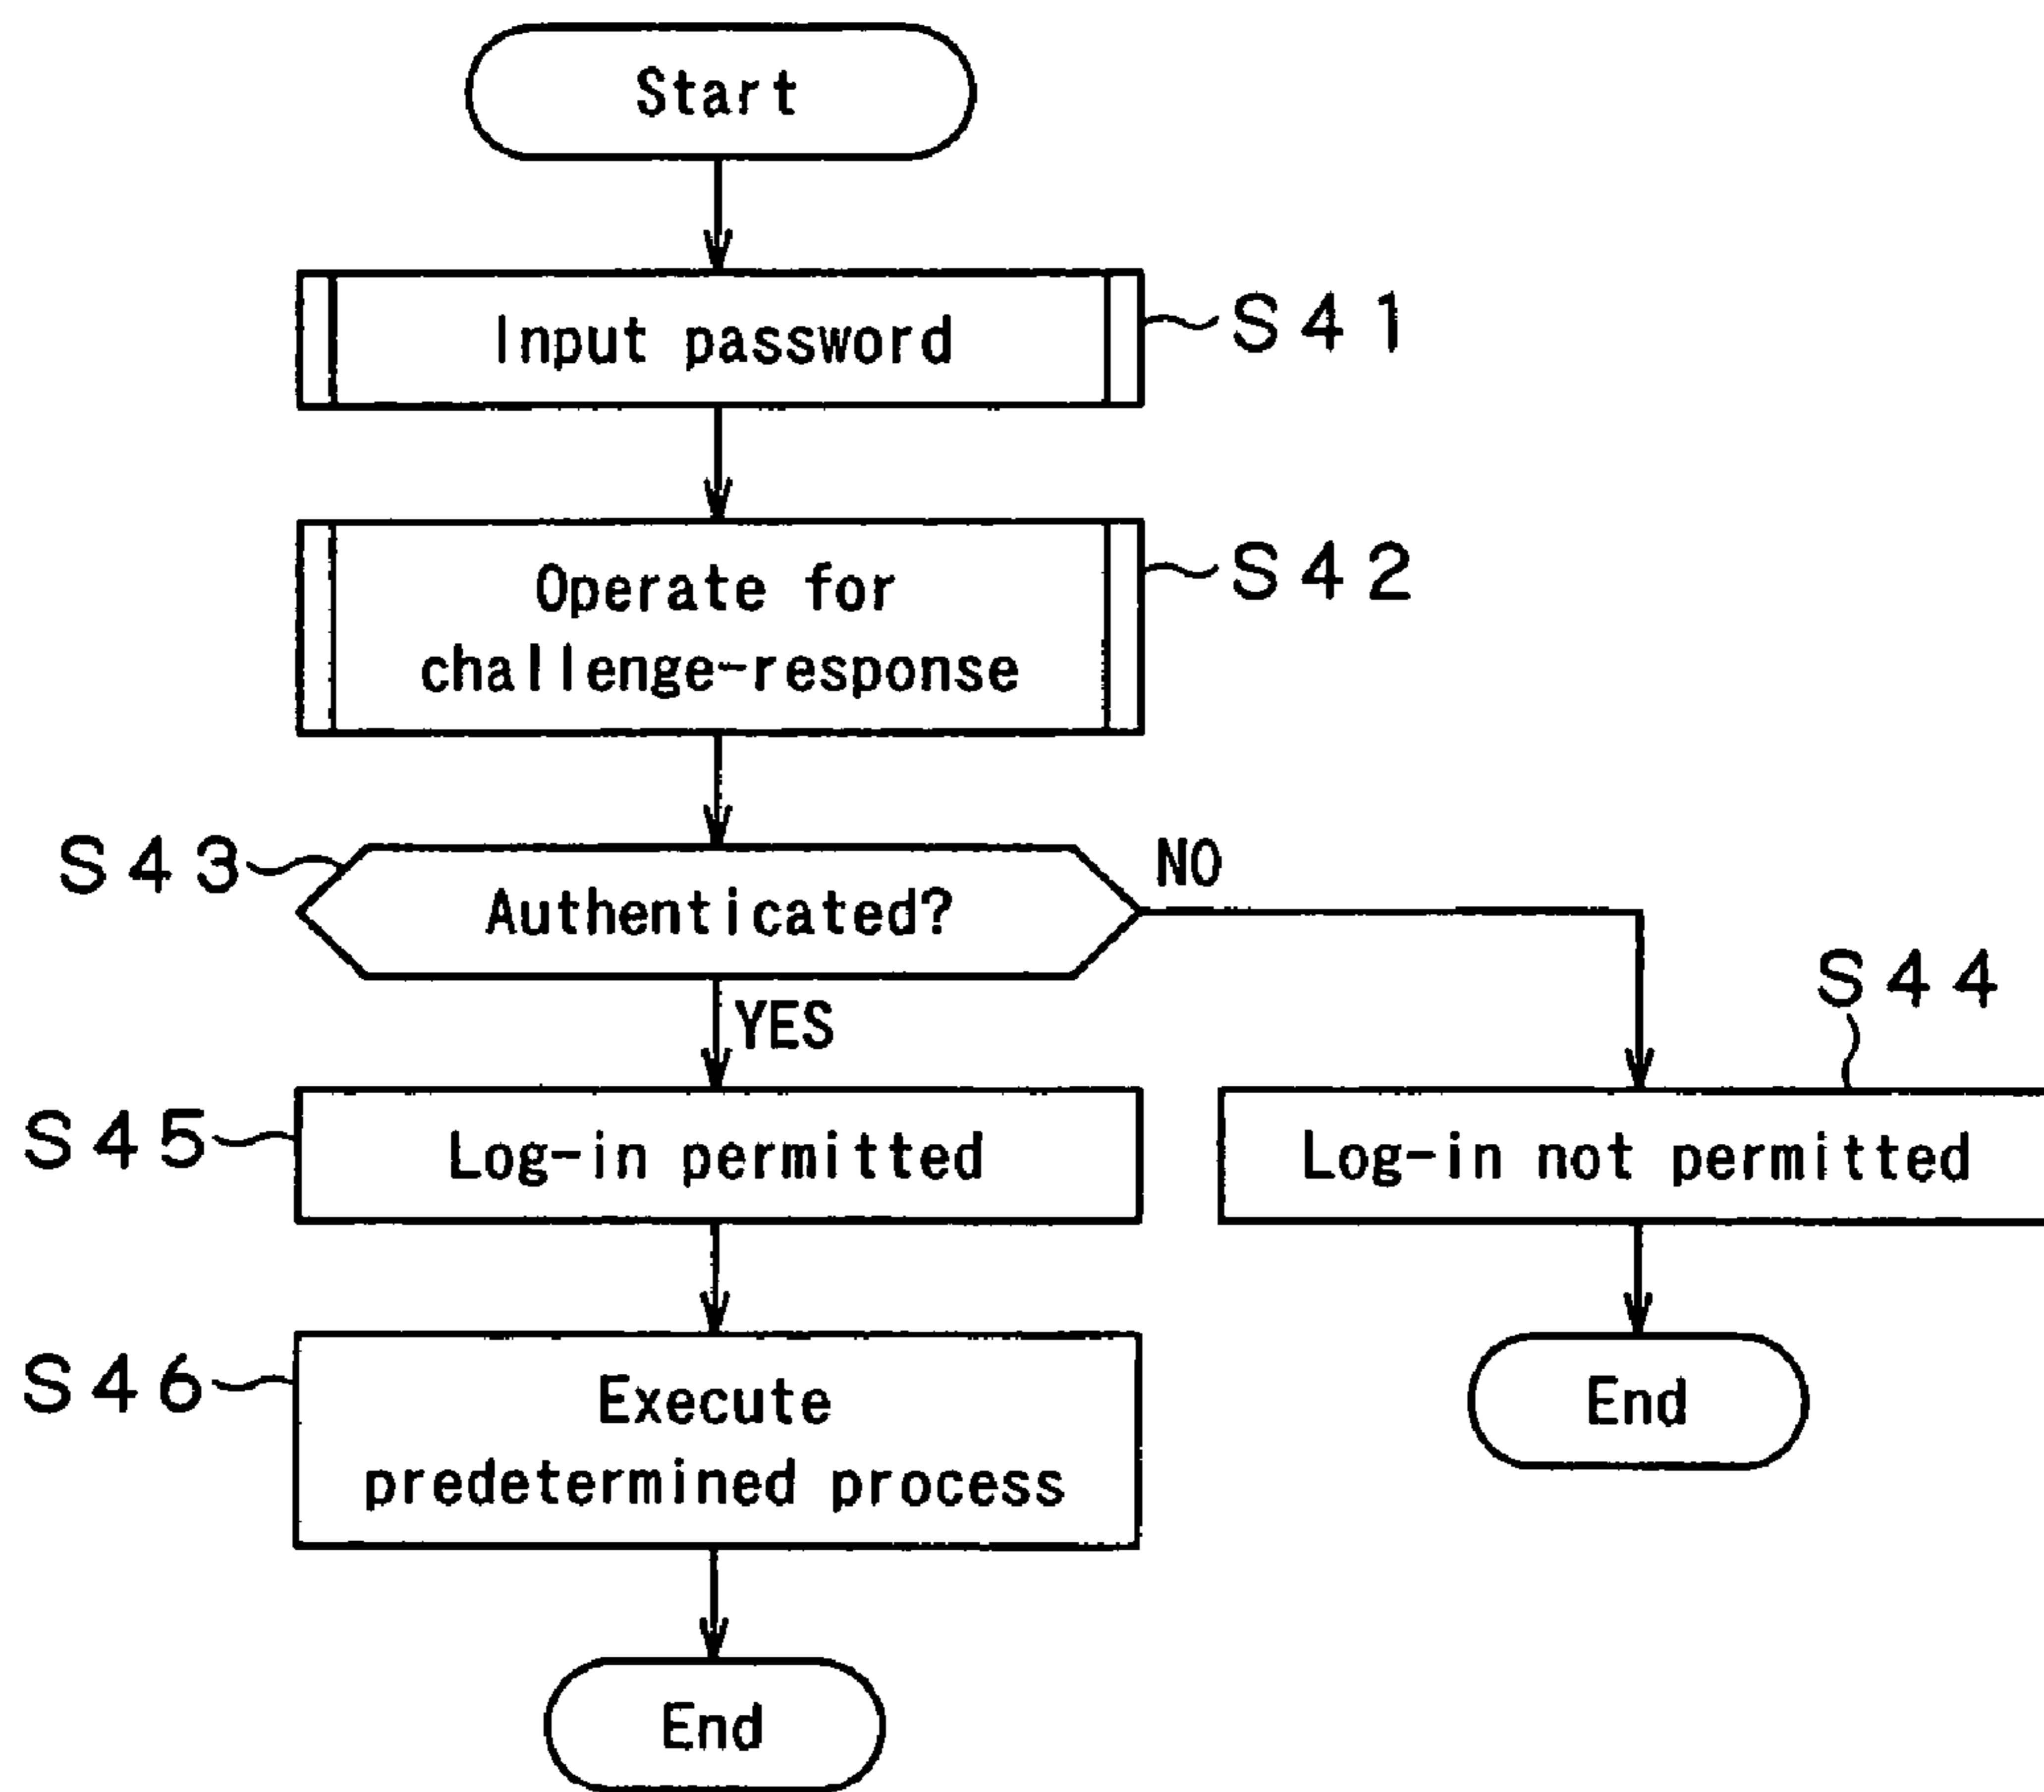 Start
Input password
S41
Operate for
challenge-response
S42
S43
Authenticated?
NO
YES
S44
S45
Log-in permitted
Log-in not permitted
S46
Execute
predetermined process
End
End